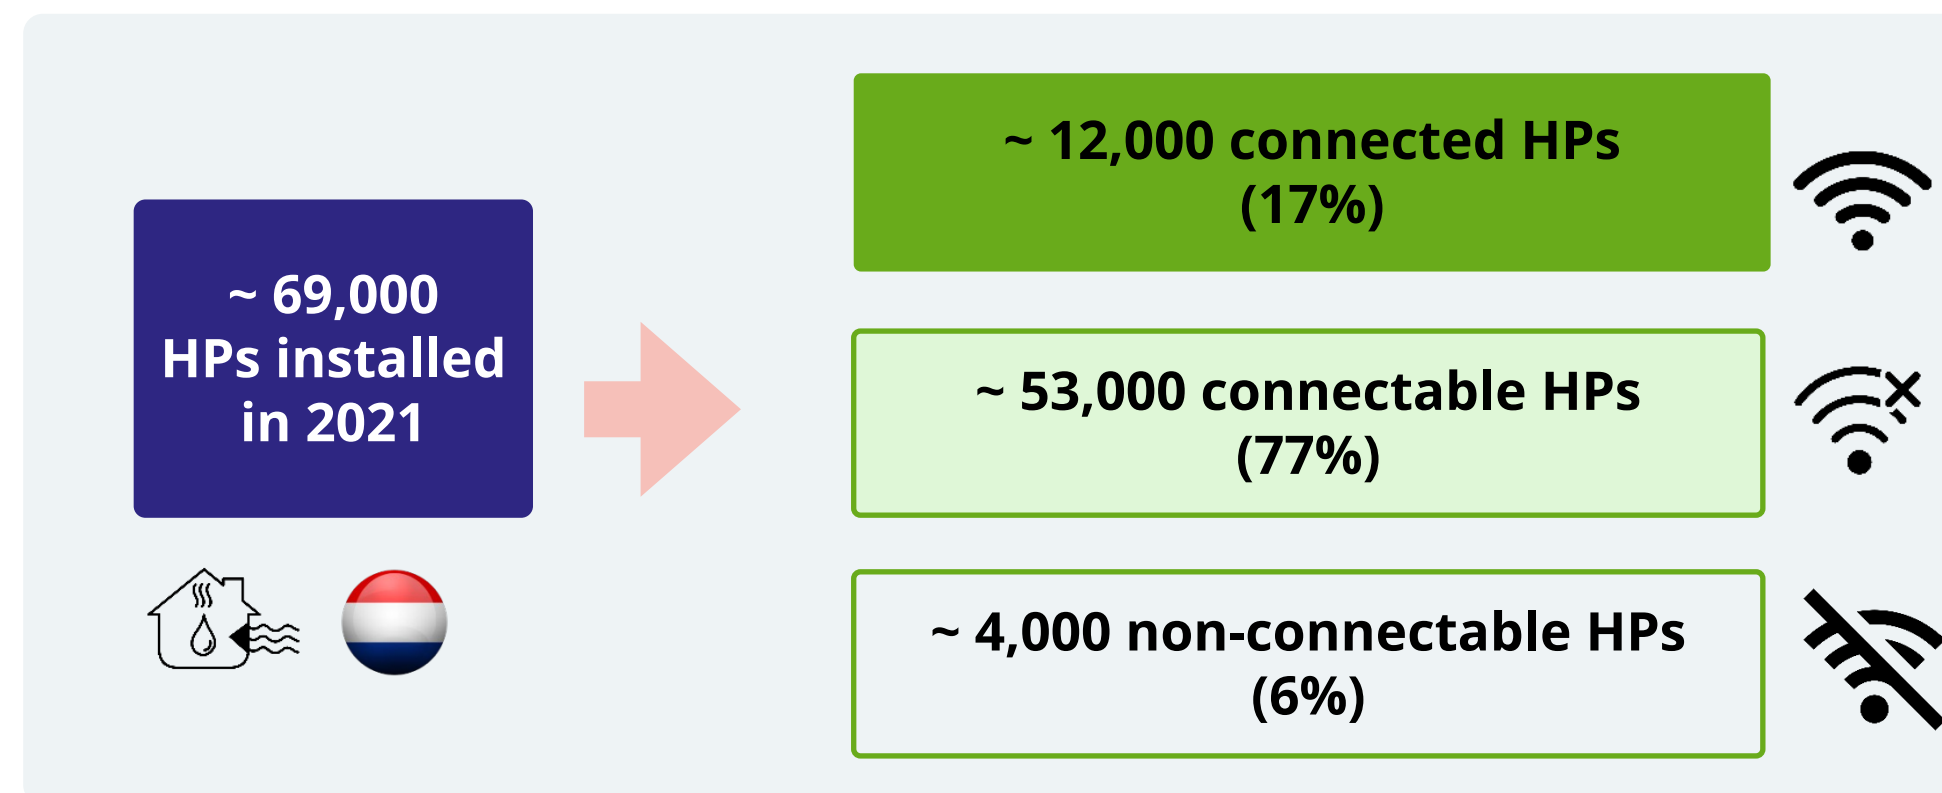 ~ 69,000
HPs installed
in 2021
~ 12,000 connected HPs
(17%)
~ 53,000 connectable HPs
(77%)
~ 4,000 non-connectable HPs
(6%)